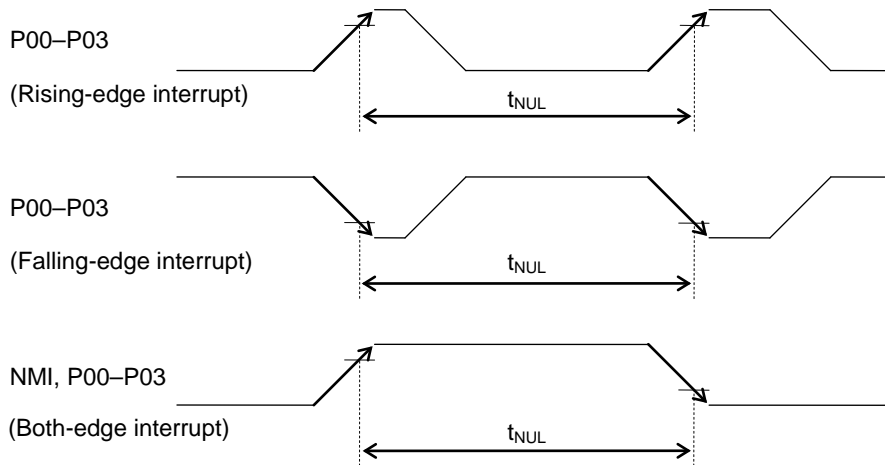 P00–P03
(Rising-edge interrupt)
tNUL
P00–P03
(Falling-edge interrupt)
tNUL
NMI, P00–P03
(Both-edge interrupt)
tNUL